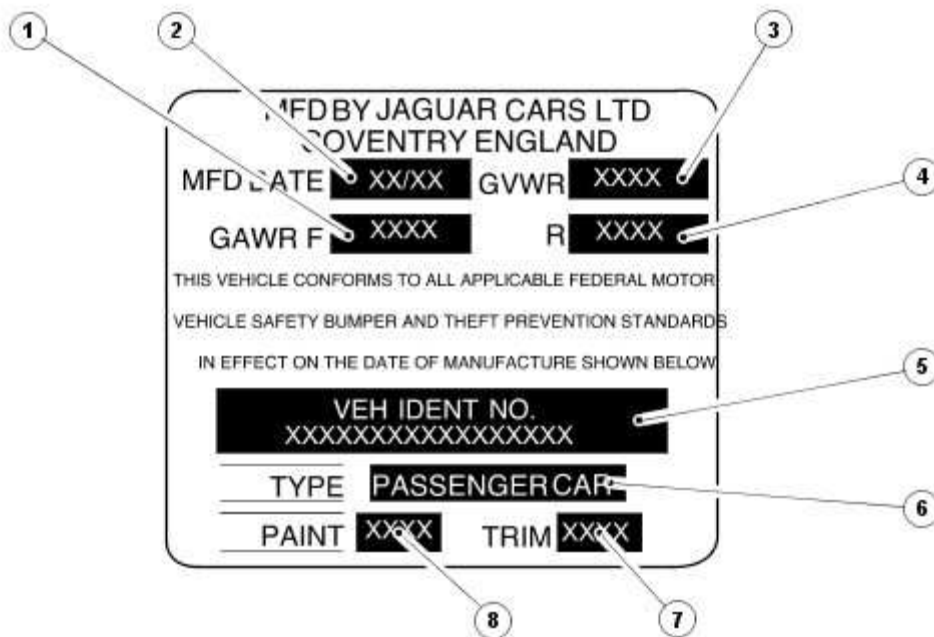 1 2 3
MFD BY JAGUAR CARS LTD
COVENTRY ENGLAND
MFD DATE XX/XX GVWR XXXX
4
GAWR F XXXX R XXXX
THIS VEHICLE CONFORMS TO ALL APPLICABLE FEDERAL MOTOR
VEHICLE SAFETY BUMPER AND THEFT PREVENTION STANDARDS
IN EFFECT ON THE DATE OF MANUFACTURE SHOWN BELOW
5
VEH IDENT NO.
XXXXXXXXXXXXXXXXX
TYPE PASSENGER CAR
6
PAINT XXXX TRIM XXXX
8 7